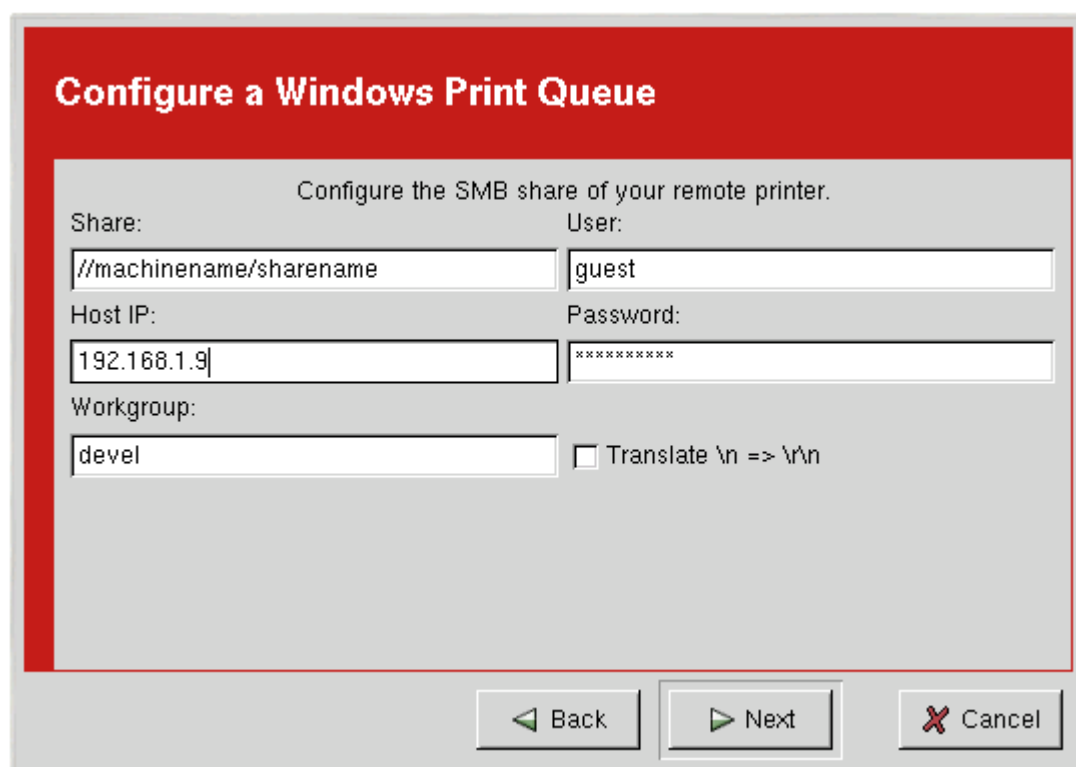 Configure a Windows Print Queue
Configure the SMB share of your remote printer.
Share: User:
//machinename/sharename guest
Host IP: Password:
192.168.1.9 **********
Workgroup:
devel Translate \n => \r\n
Back Next Cancel